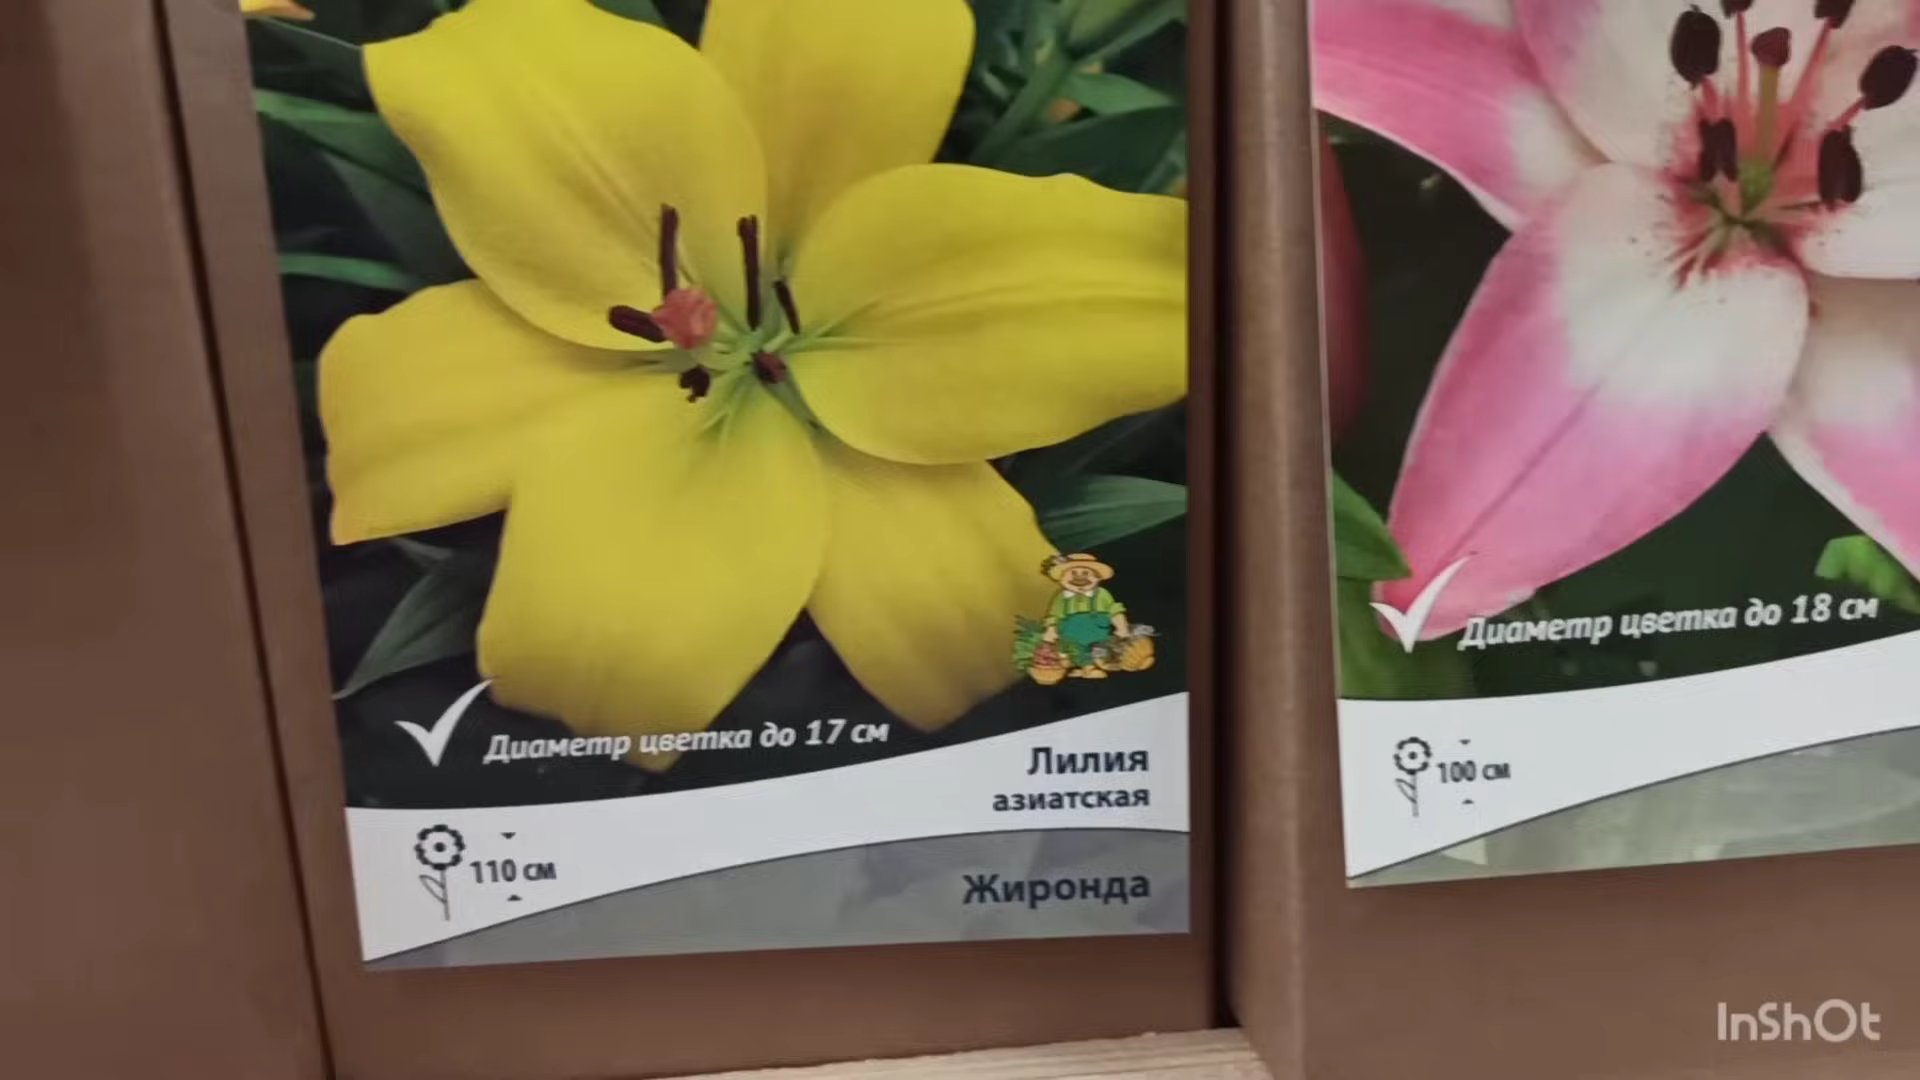 Диаметр цветка до 17 см
Лилия
азиатская
110 см
Жиронда
Диаметр цветка до 18 см
100 см
InShOt